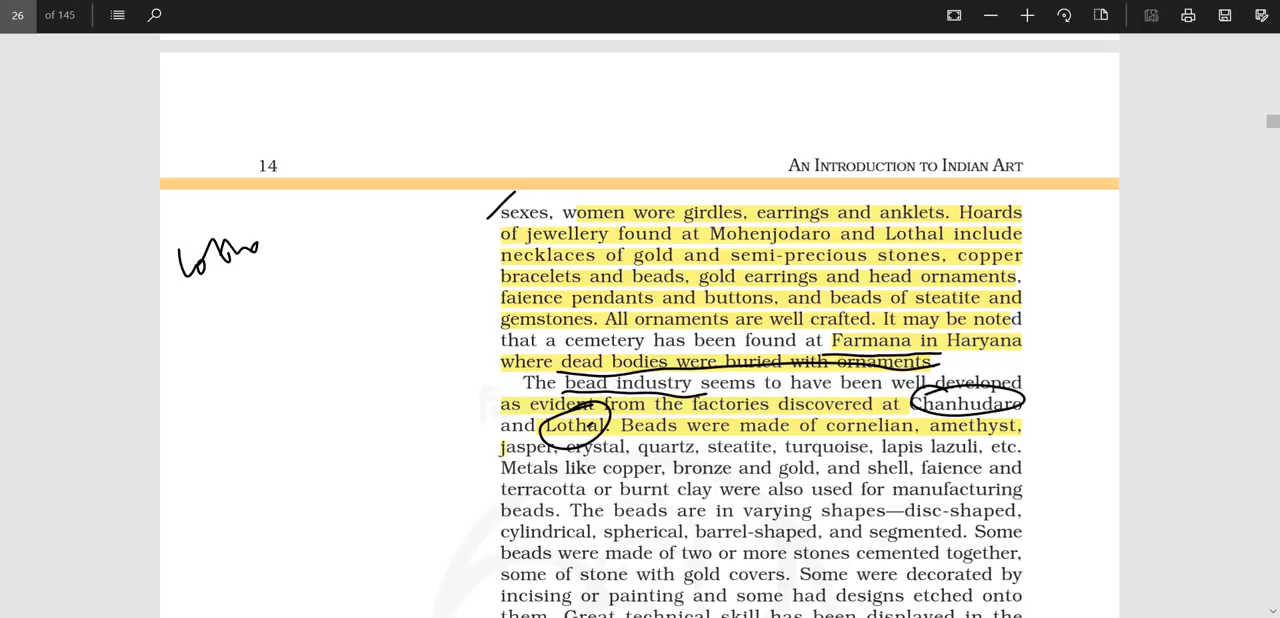 26 of 145
14 AN INTRODUCTION TO INDIAN ART
sexes, women wore girdles, earrings and anklets. Hoards
of jewellery found at Mohenjodaro and Lothal include
necklaces of gold and semi-precious stones, copper
bracelets and beads, gold earrings and head ornaments,
faience pendants and buttons, and beads of steatite and
gemstones. All ornaments are well crafted. It may be noted
that a cemetery has been found at Farmana in Haryana
where dead bodies were buried with ornaments.
The bead industry seems to have been well developed
as evident from the factories discovered at Chanhudaro
and Lothal. Beads were made of cornelian, amethyst,
jasper, crystal, quartz, steatite, turquoise, lapis lazuli, etc.
Metals like copper, bronze and gold, and shell, faience and
terracotta or burnt clay were also used for manufacturing
beads. The beads are in varying shapes—disc-shaped,
cylindrical, spherical, barrel-shaped, and segmented. Some
beads were made of two or more stones cemented together,
some of stone with gold covers. Some were decorated by
incising or painting and some had designs etched onto
them. Great technical skill has been displayed in the